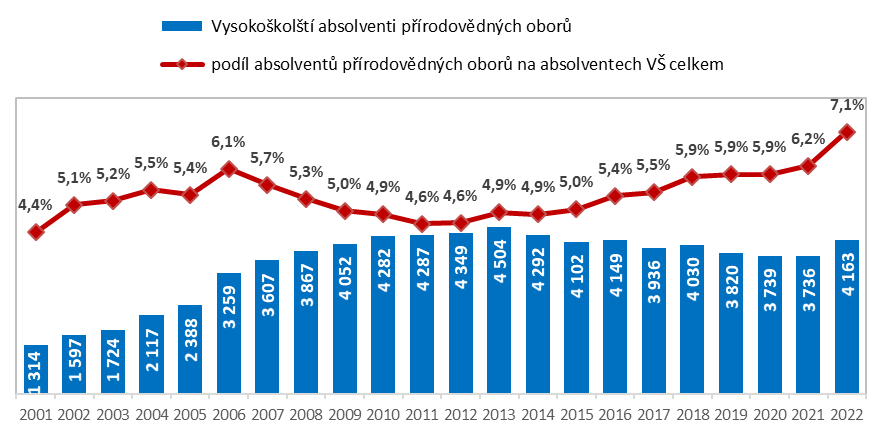 Vysokoškolští absolventi přírodovědných oborů
podíl absolventů přírodovědných oborů na absolventech VŠ celkem
4,4% 5,1% 5,2% 5,5% 5,4% 6,1% 5,7% 5,3% 5,0% 4,9% 4,6% 4,6% 4,9% 4,9% 5,0% 5,4% 5,5% 5,9% 5,9% 5,9% 6,2% 7,1%
1 314 1 597 1 724 2 117 2 388 3 259 3 607 3 867 4 052 4 282 4 287 4 349 4 504 4 292 4 102 4 149 3 936 4 030 3 820 3 739 3 736 4 163
2001 2002 2003 2004 2005 2006 2007 2008 2009 2010 2011 2012 2013 2014 2015 2016 2017 2018 2019 2020 2021 2022